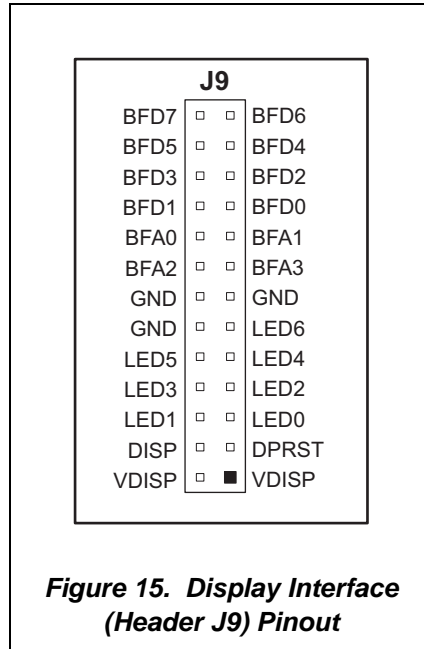 J9
BFD7 BFD6
BFD5 BFD4
BFD3 BFD2
BFD1 BFD0
BFA0 BFA1
BFA2 BFA3
GND GND
GND LED6
LED5 LED4
LED3 LED2
LED1 LED0
DISP DPRST
VDISP VDISP
Figure 15. Display Interface
(Header J9) Pinout